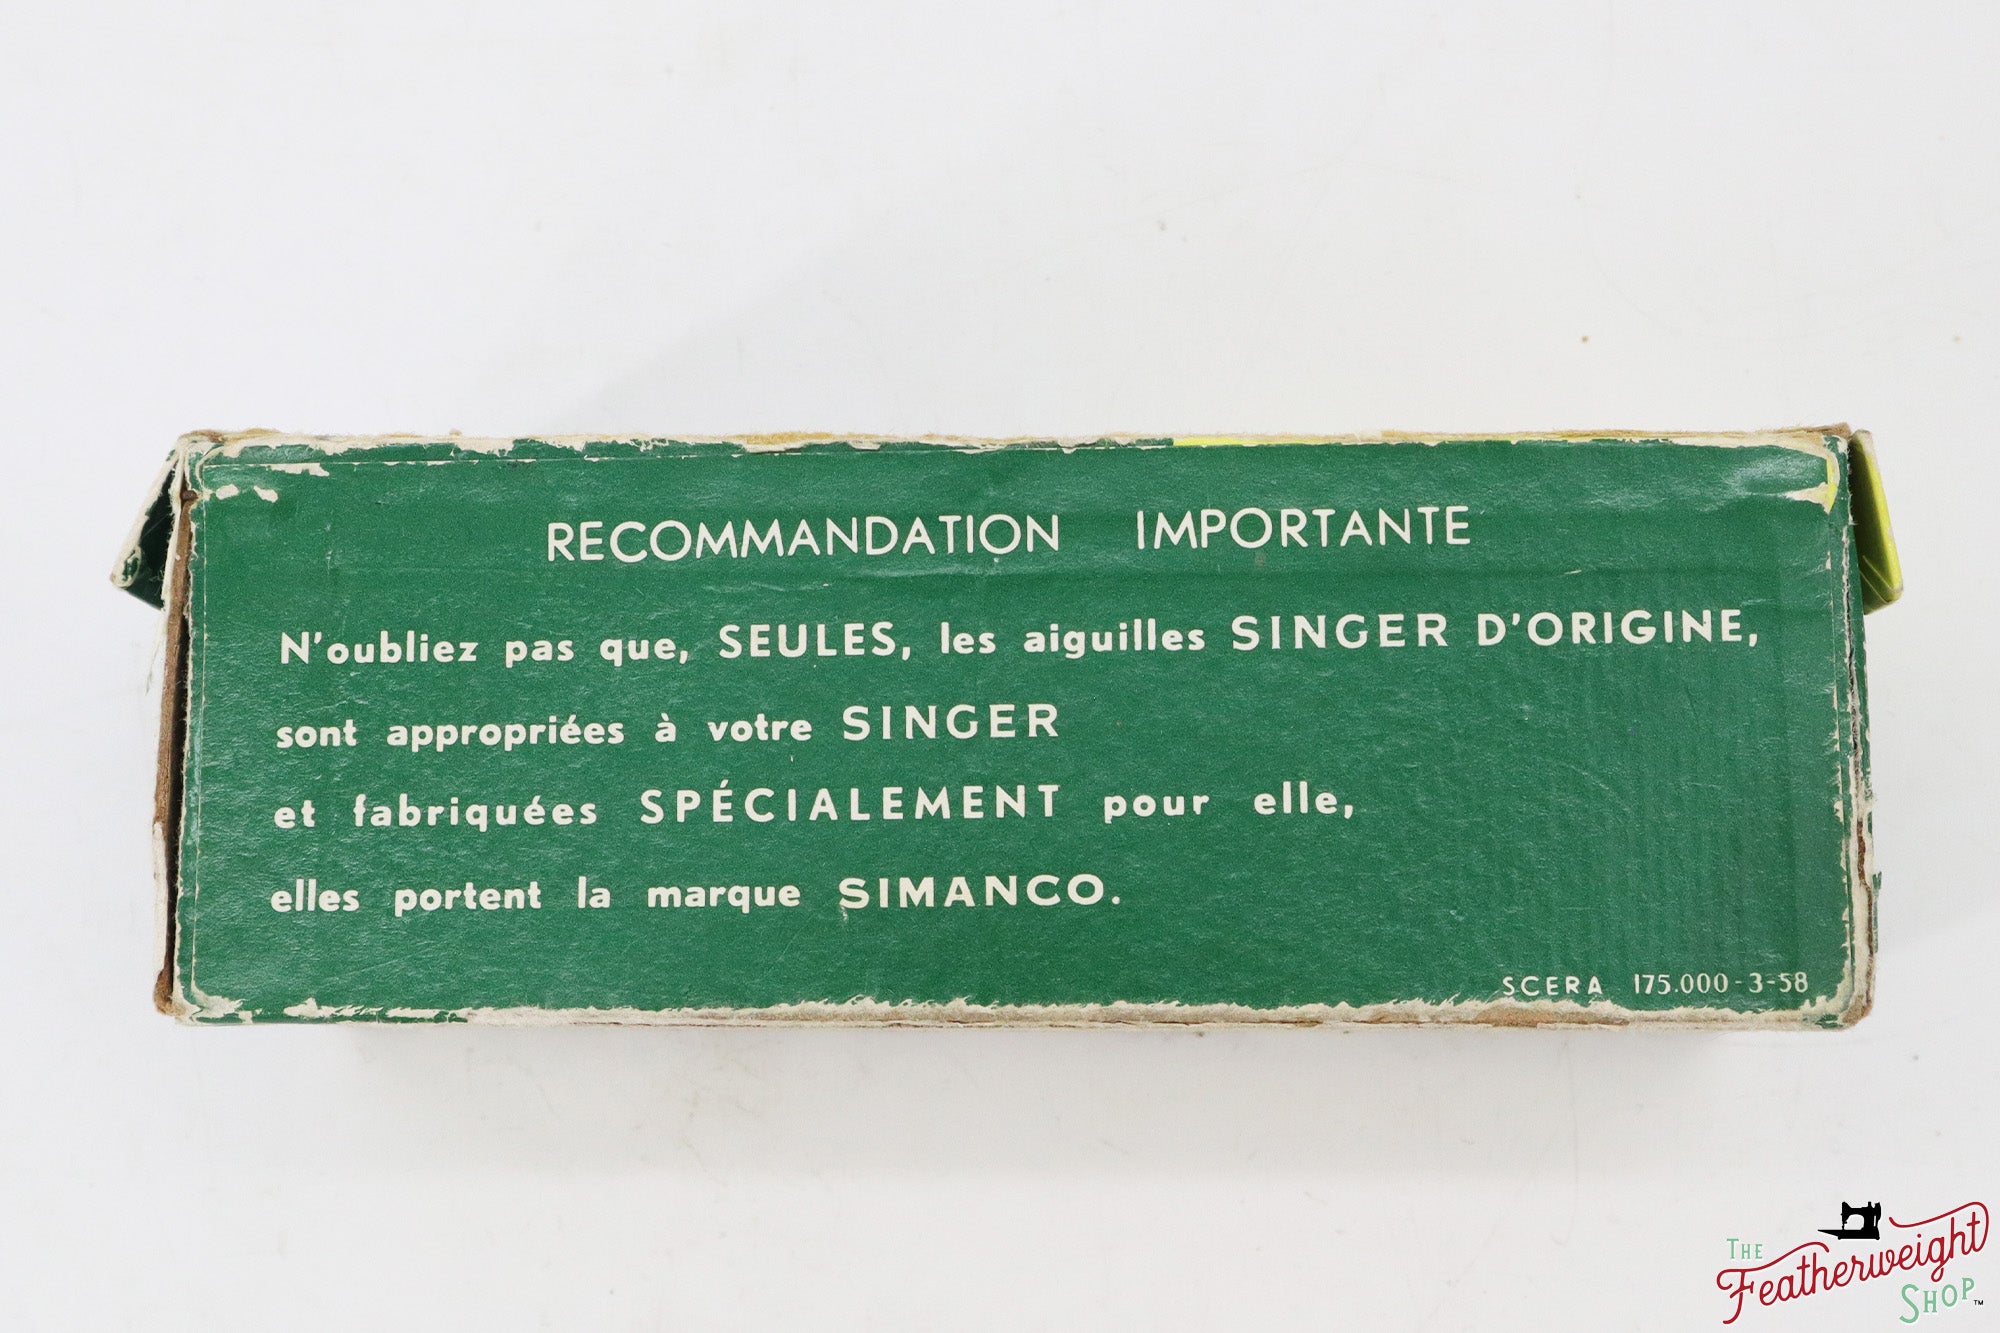 RECOMMANDATION IMPORTANTE
N'oubliez pas que, SEULES, les aiguilles SINGER D'ORIGINE,
sont appropriées à votre SINGER
et fabriquées SPÉCIALEMENT pour elle,
elles portent la marque SIMANCO.
SCERA 175.000-3-58
THE
Featherweight
SHOP™